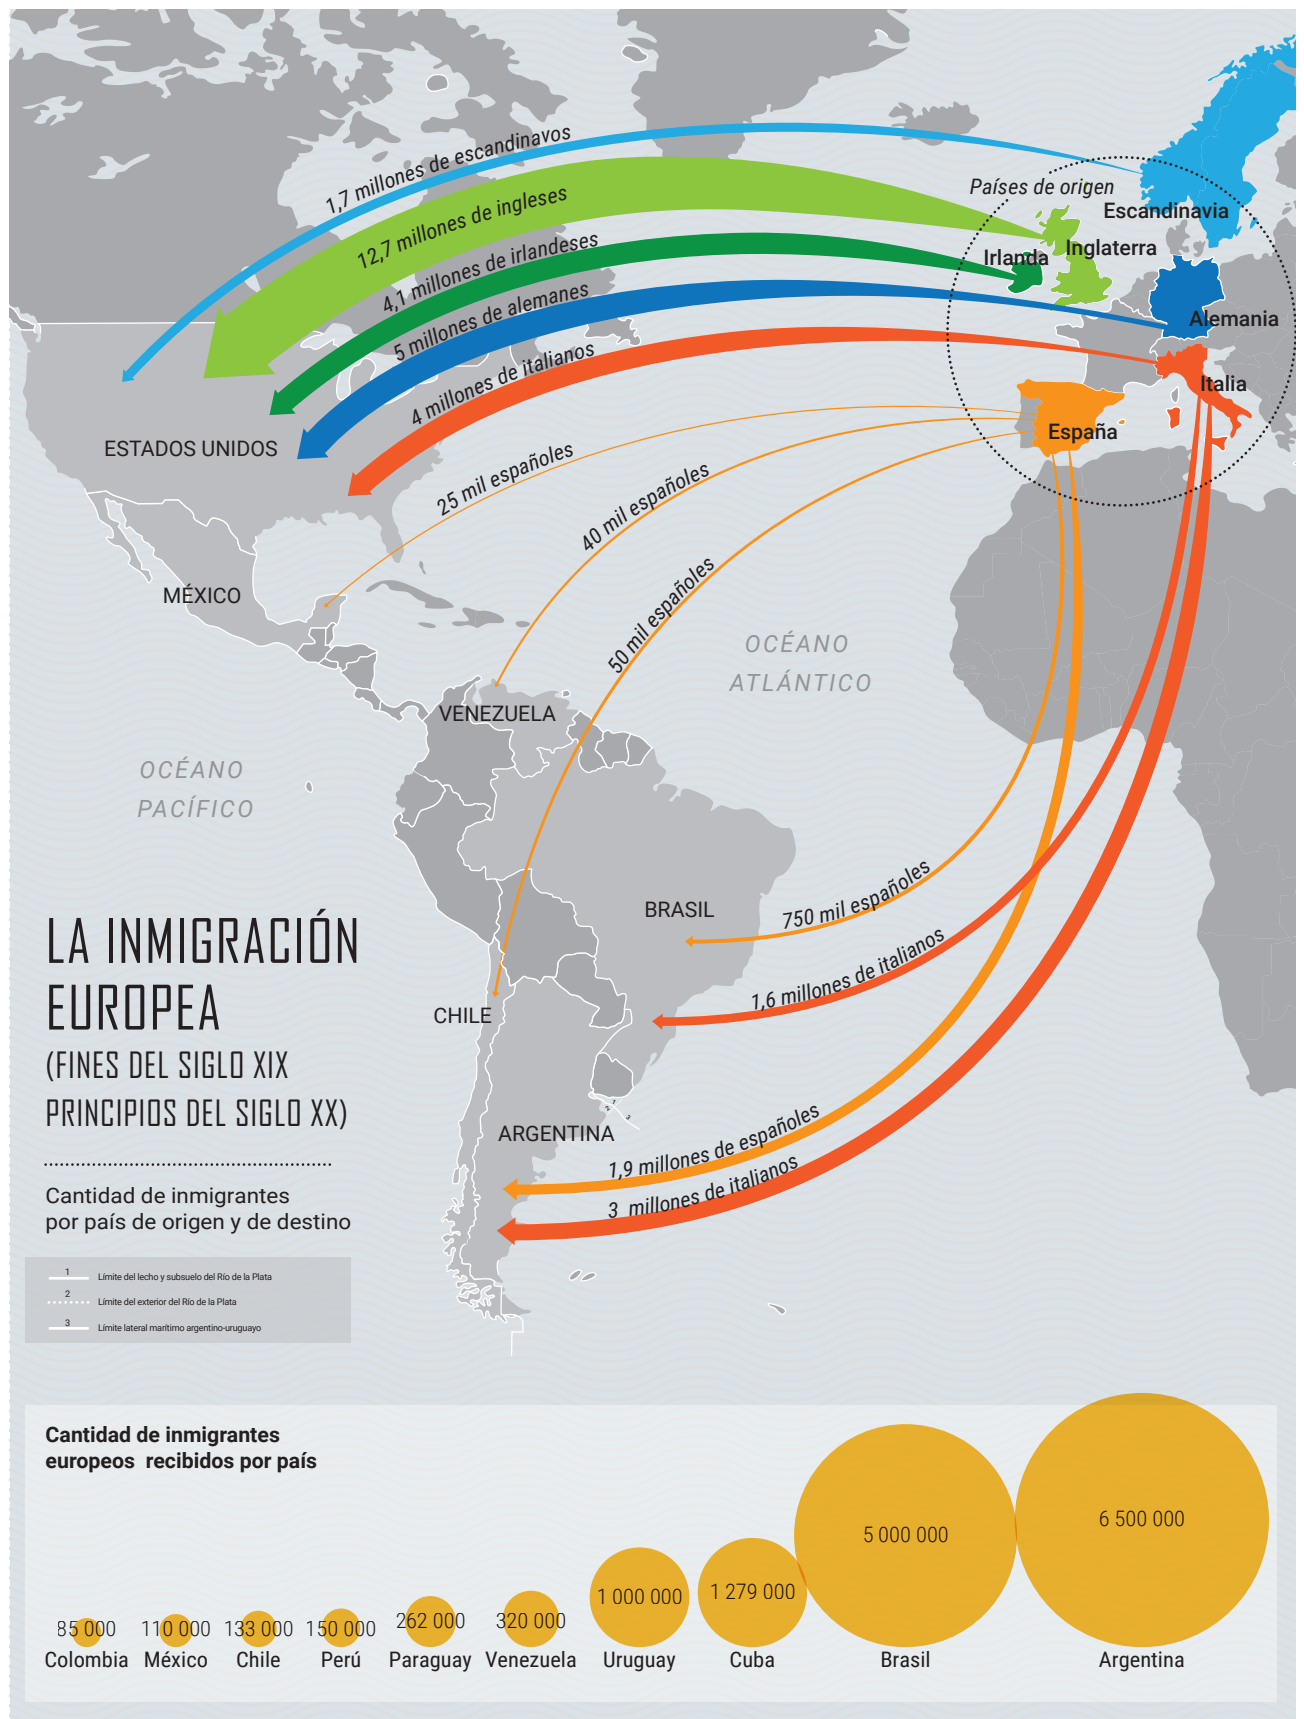 1,7 millones de escandinavos
12,7 millones de ingleses
4,1 millones de irlandeses
5 millones de alemanes
4 millones de italianos
25 mil españoles
40 mil españoles
50 mil españoles
750 mil españoles
1,6 millones de italianos
1,9 millones de españoles
3 millones de italianos
Países de origen
Escandinavia
Inglaterra
Irlanda
Alemania
Italia
España
ESTADOS UNIDOS
MÉXICO
OCÉANO
ATLÁNTICO
VENEZUELA
OCÉANO
PACÍFICO
BRASIL
CHILE
ARGENTINA
1
2
3
LA INMIGRACIÓN
EUROPEA
(FINES DEL SIGLO XIX
PRINCIPIOS DEL SIGLO XX)
Cantidad de inmigrantes
por país de origen y de destino
1 Límite del lecho y subsuelo del Río de la Plata
2 Límite del exterior del Río de la Plata
3 Límite lateral marítimo argentino-uruguayo
Cantidad de inmigrantes
europeos recibidos por país
85 000
110 000
133 000
150 000
262 000
320 000
1 000 000
1 279 000
5 000 000
6 500 000
Colombia
México
Chile
Perú
Paraguay
Venezuela
Uruguay
Cuba
Brasil
Argentina